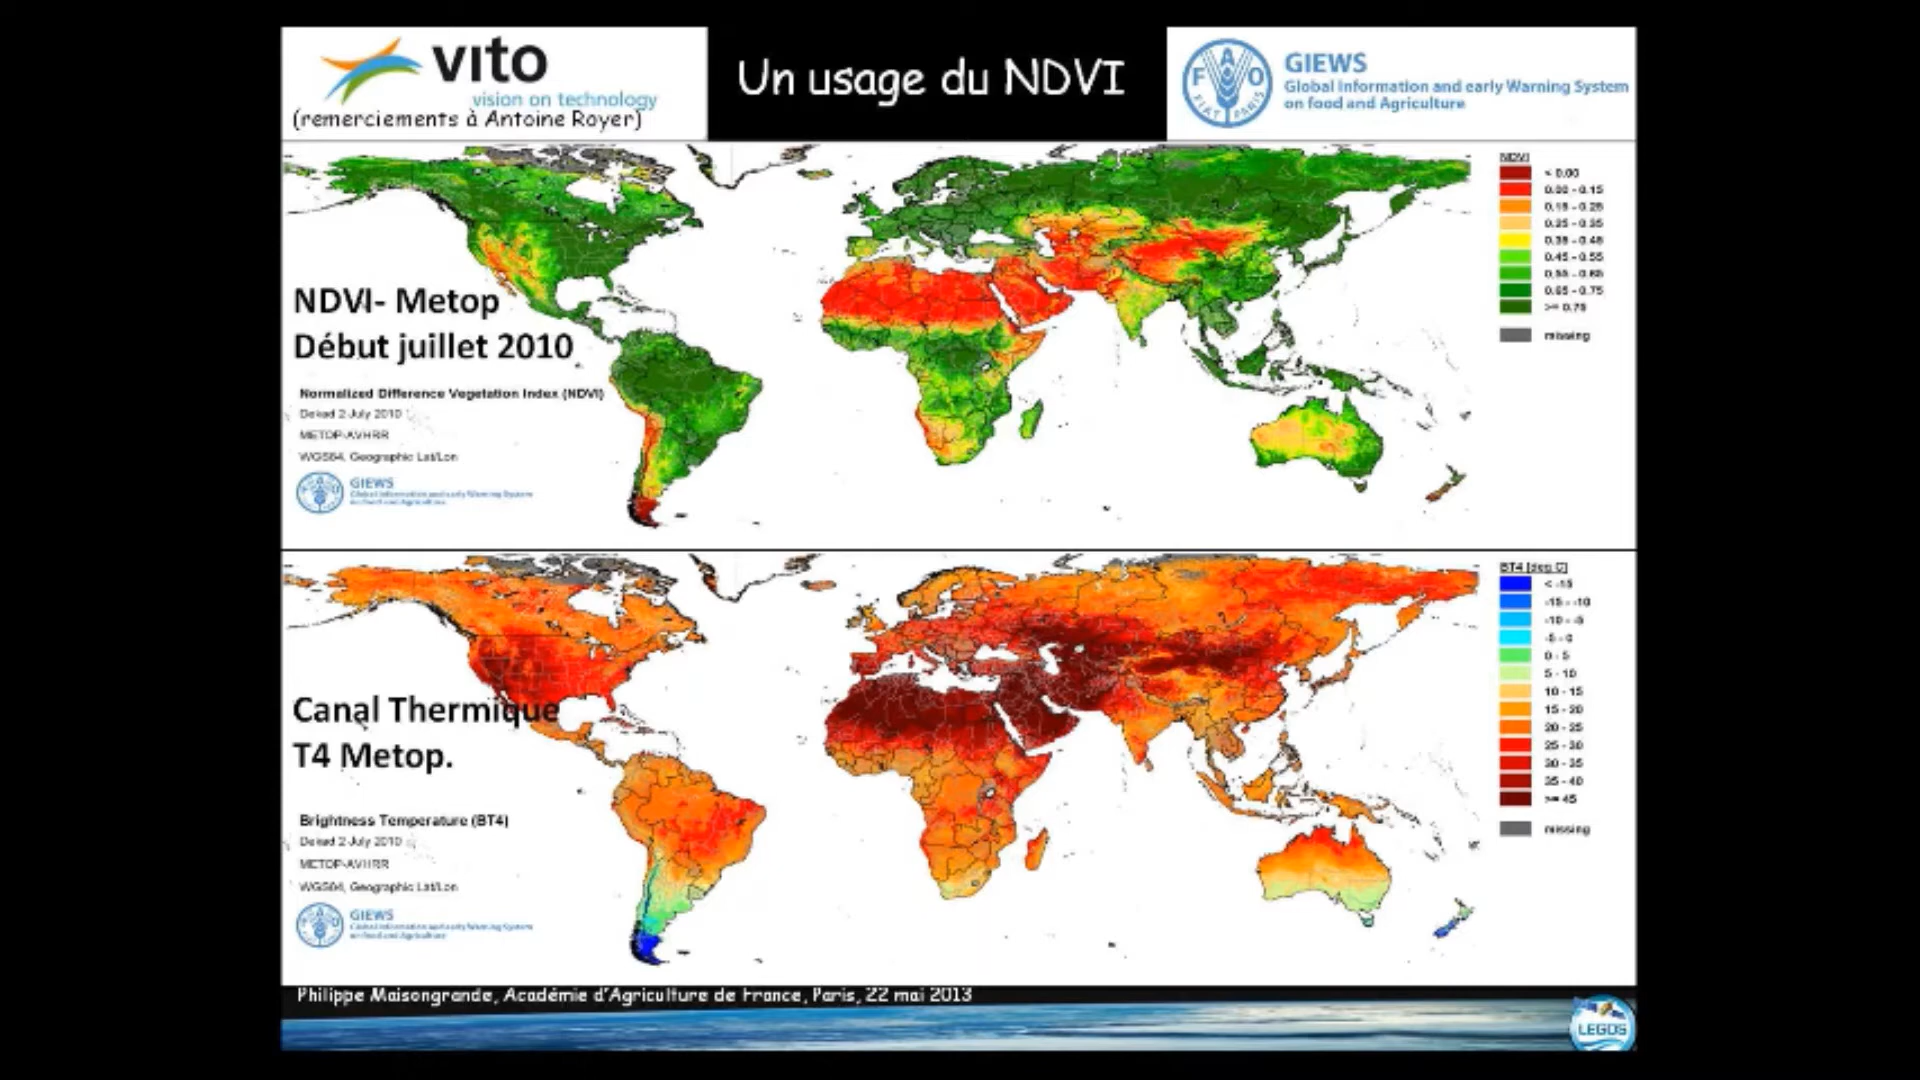 vito
vision on technology
(remerciements à Antoine Royer)
Un usage du NDVI
FAO
FIAT PANIS
GIEWS
Global Information and early Warning System
on food and Agriculture
NDVI
< 0.00
0.00 - 0.15
0.15 - 0.25
0.25 - 0.35
0.35 - 0.45
0.45 - 0.55
0.55 - 0.65
0.65 - 0.75
>= 0.75
missing
NDVI- Metop
Début juillet 2010
Normalized Difference Vegetation Index (NDVI)
Dekad 2 July 2010
METOP-AVHRR
WGS84, Geographic Lat/Lon
GIEWS
Global Information and early Warning System
on food and Agriculture
BT4 [deg C]
< -15
-15 - -10
-10 - -5
-5 - 0
0 - 5
5 - 10
10 - 15
15 - 20
20 - 25
25 - 30
30 - 35
35 - 40
>= 45
missing
Canal Thermique
T4 Metop.
Brightness Temperature (BT4)
Dekad 2 July 2010
METOP-AVHRR
WGS84, Geographic Lat/Lon
GIEWS
Global Information and early Warning System
on food and Agriculture
Philippe Maisongrande, Académie d'Agriculture de France, Paris, 22 mai 2013
LEGOS